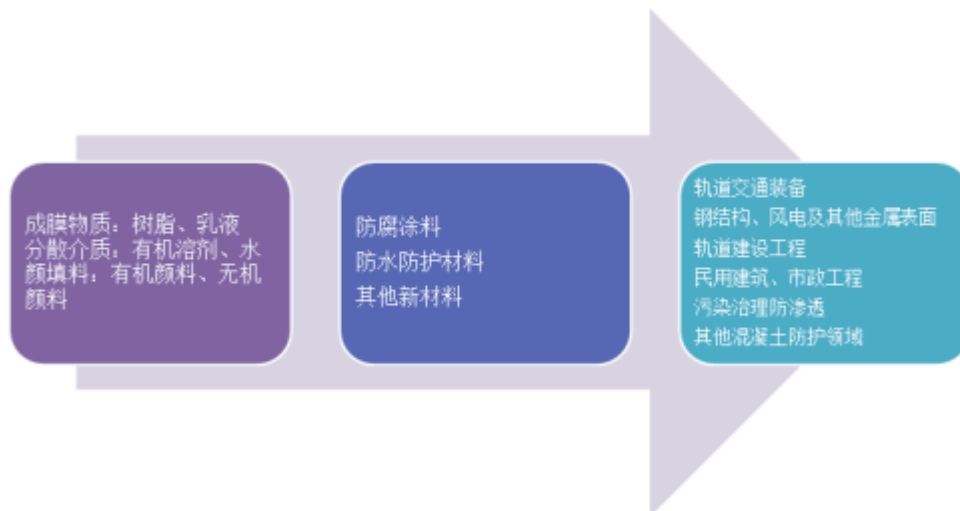 成膜物质：树脂、乳液
分散介质：有机溶剂、水
颜填料：有机颜料、无机
颜料
防腐涂料
防水防护材料
其他新材料
轨道交通装备
钢结构、风电及其他金属表面
轨道建设工程
民用建筑、市政工程
污染治理防渗透
其他混凝土防护领域